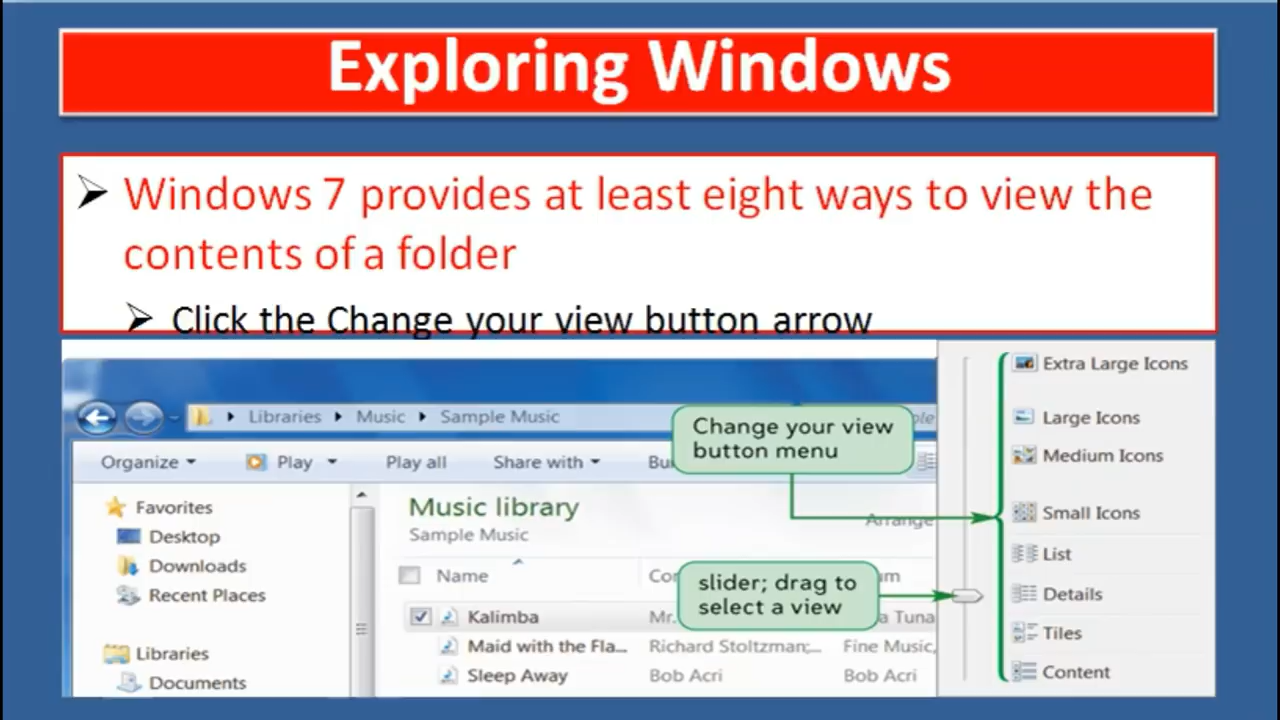 Exploring Windows
Windows 7 provides at least eight ways to view the
contents of a folder
Click the Change your view button arrow
Libraries Music Sample Music
Organize Play Play all Share with
Change your view
button menu
Music library
Sample Music
Arrange
Name
Kalimba Mr.
Maid with the Fla... Richard Stoltzman;... Fine Music,
Sleep Away Bob Acri Bob Acri
slider; drag to
select a view
Favorites
Desktop
Downloads
Recent Places
Libraries
Documents
Extra Large Icons
Large Icons
Medium Icons
Small Icons
List
Details
Tiles
Content